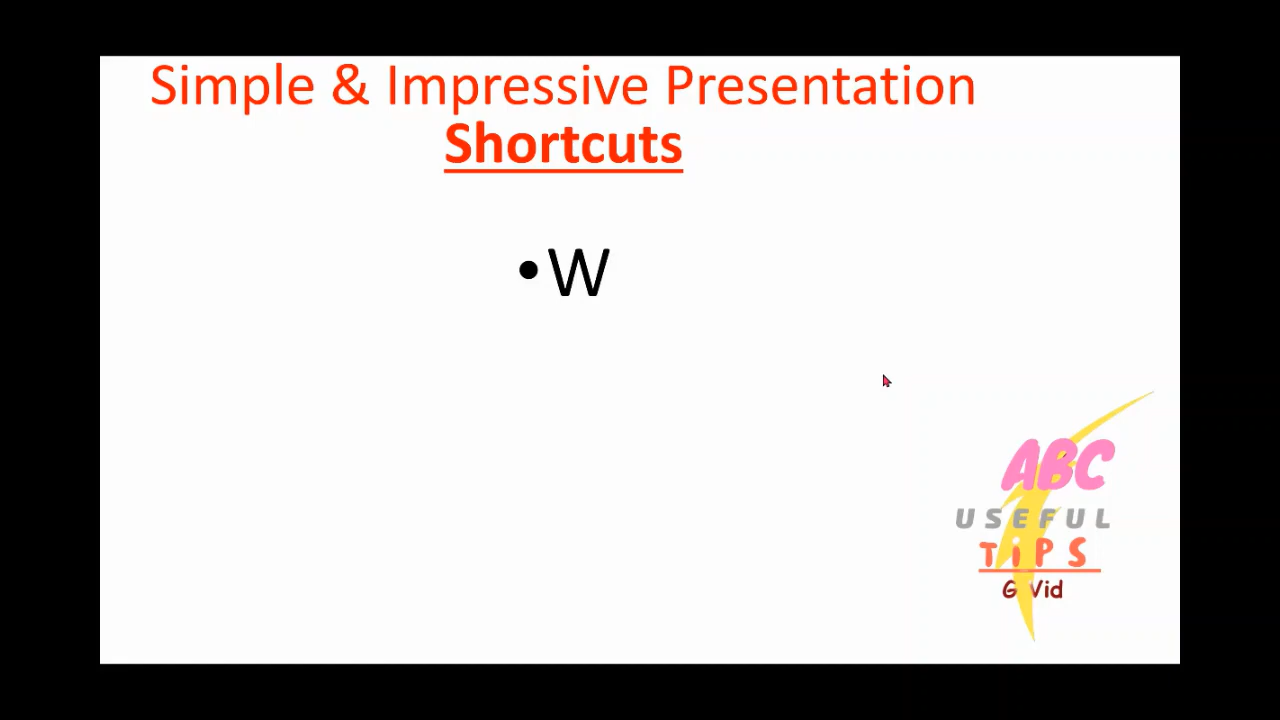 Simple & Impressive Presentation
Shortcuts
•W
ABC
USEFUL
TiPS
G Vid